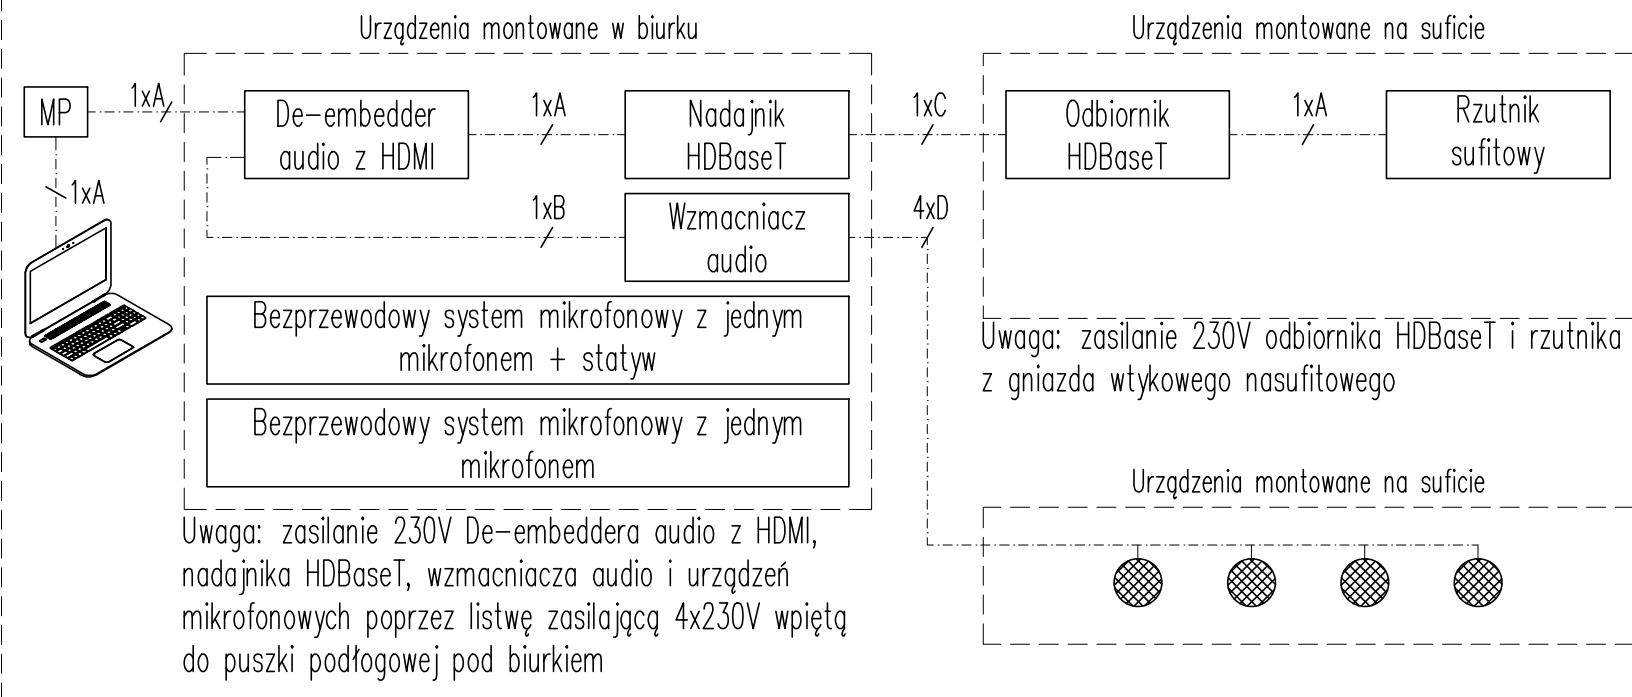 Urządzenia montowane w biurku
MP
1xA
1xA
De-embedder
audio z HDMI
1xA
Nadajnik
HDBaseT
1xB
Wzmacniacz
audio
Bezprzewodowy system mikrofonowy z jednym
mikrofonem + statyw
Bezprzewodowy system mikrofonowy z jednym
mikrofonem
Uwaga: zasilanie 230V De-embeddera audio z HDMI,
nadajnika HDBaseT, wzmacniacza audio i urządzeń
mikrofonowych poprzez listwę zasilającą 4x230V wpiętą
do puszki podłogowej pod biurkiem
1xC
4xD
Urządzenia montowane na suficie
Odbiornik
HDBaseT
1xA
Rzutnik
sufitowy
Uwaga: zasilanie 230V odbiornika HDBaseT i rzutnika
z gniazda wtykowego nasufitowego
Urządzenia montowane na suficie